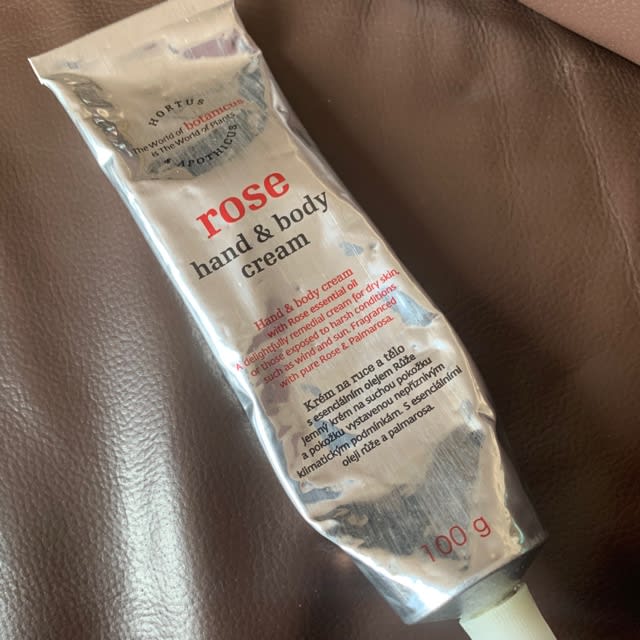 HORTUS
The World of botanicus
is The World of Plants
APOTHICUS
rose
hand & body
cream
Hand & body cream
with Rose essential oil
A delightfully remedial cream for dry skin,
or those exposed to harsh conditions
such as wind and sun. Fragranced
with pure Rose & Palmarosa.
Krém na ruce a tělo
s esenciálním olejem Růže
Jemný krém na suchou pokožku
a pokožku vystavenou nepříznivým
klimatickým podmínkám. S esenciálními
oleji růže a palmarosa.
100 g